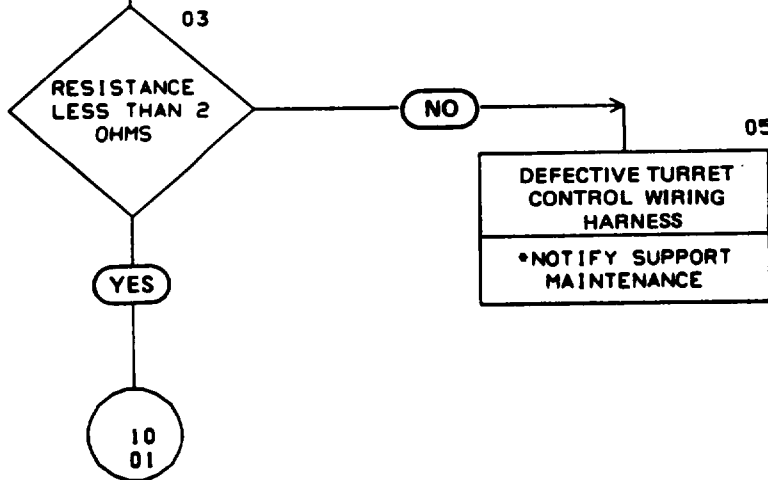 03
RESISTANCE
LESS THAN 2
OHMS
NO
05
DEFECTIVE TURRET
CONTROL WIRING
HARNESS
*NOTIFY SUPPORT
MAINTENANCE
YES
10
01